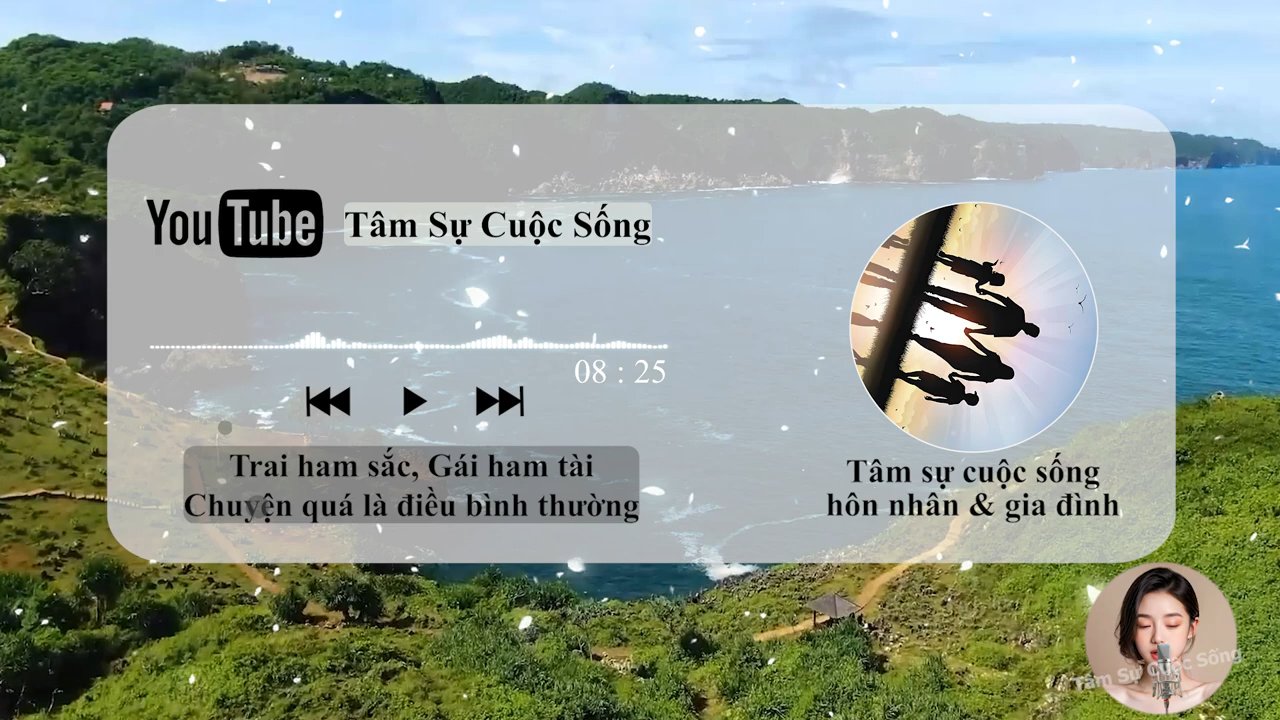 YouTube
Tâm Sự Cuộc Sống
08 : 25
Trai ham sắc, Gái ham tài
Chuyện quá là điều bình thường
Tâm sự cuộc sống
hôn nhân & gia đình
Tâm Sự Cuộc Sống